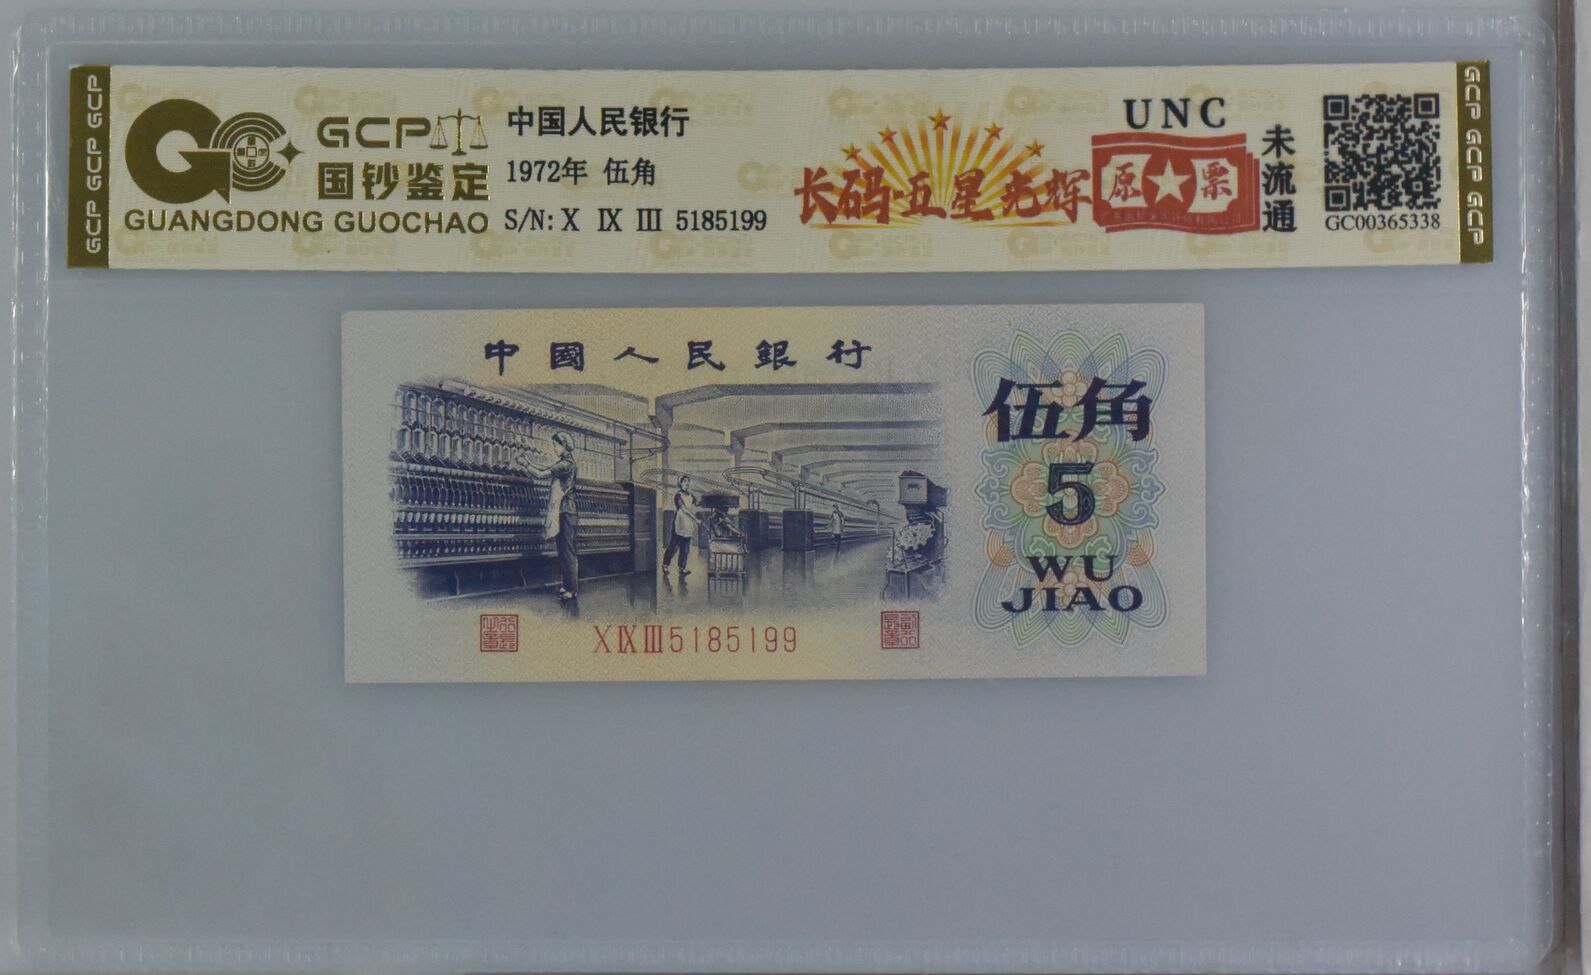 GCP GCP GCP
GCP
国钞鉴定
GUANGDONG GUOCHAO
中国人民银行
1972年 伍角
S/N: X IX III 5185199
长码五星光辉
UNC
原票
未流通
GC00365338
GCP GCP GCP
中國人民銀行
伍角
5
WU
JIAO
X IX III 5185199